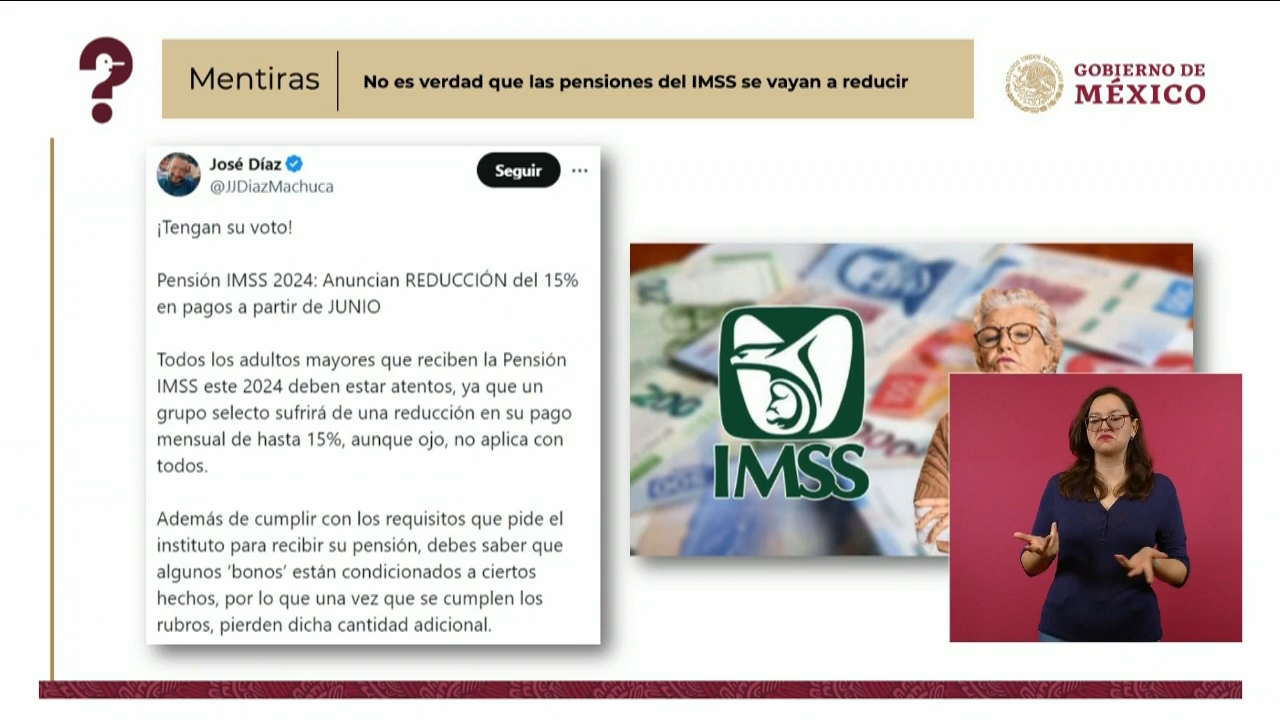 Mentiras
No es verdad que las pensiones del IMSS se vayan a reducir
GOBIERNO DE
MÉXICO
José Díaz
@JJDiazMachuca
Seguir
¡Tengan su voto!
Pensión IMSS 2024: Anuncian REDUCCIÓN del 15%
en pagos a partir de JUNIO
Todos los adultos mayores que reciben la Pensión
IMSS este 2024 deben estar atentos, ya que un
grupo selecto sufrirá de una reducción en su pago
mensual de hasta 15%, aunque ojo, no aplica con
todos.
Además de cumplir con los requisitos que pide el
instituto para recibir su pensión, debes saber que
algunos ‘bonos’ están condicionados a ciertos
hechos, por lo que una vez que se cumplen los
rubros, pierden dicha cantidad adicional.
IMSS
200